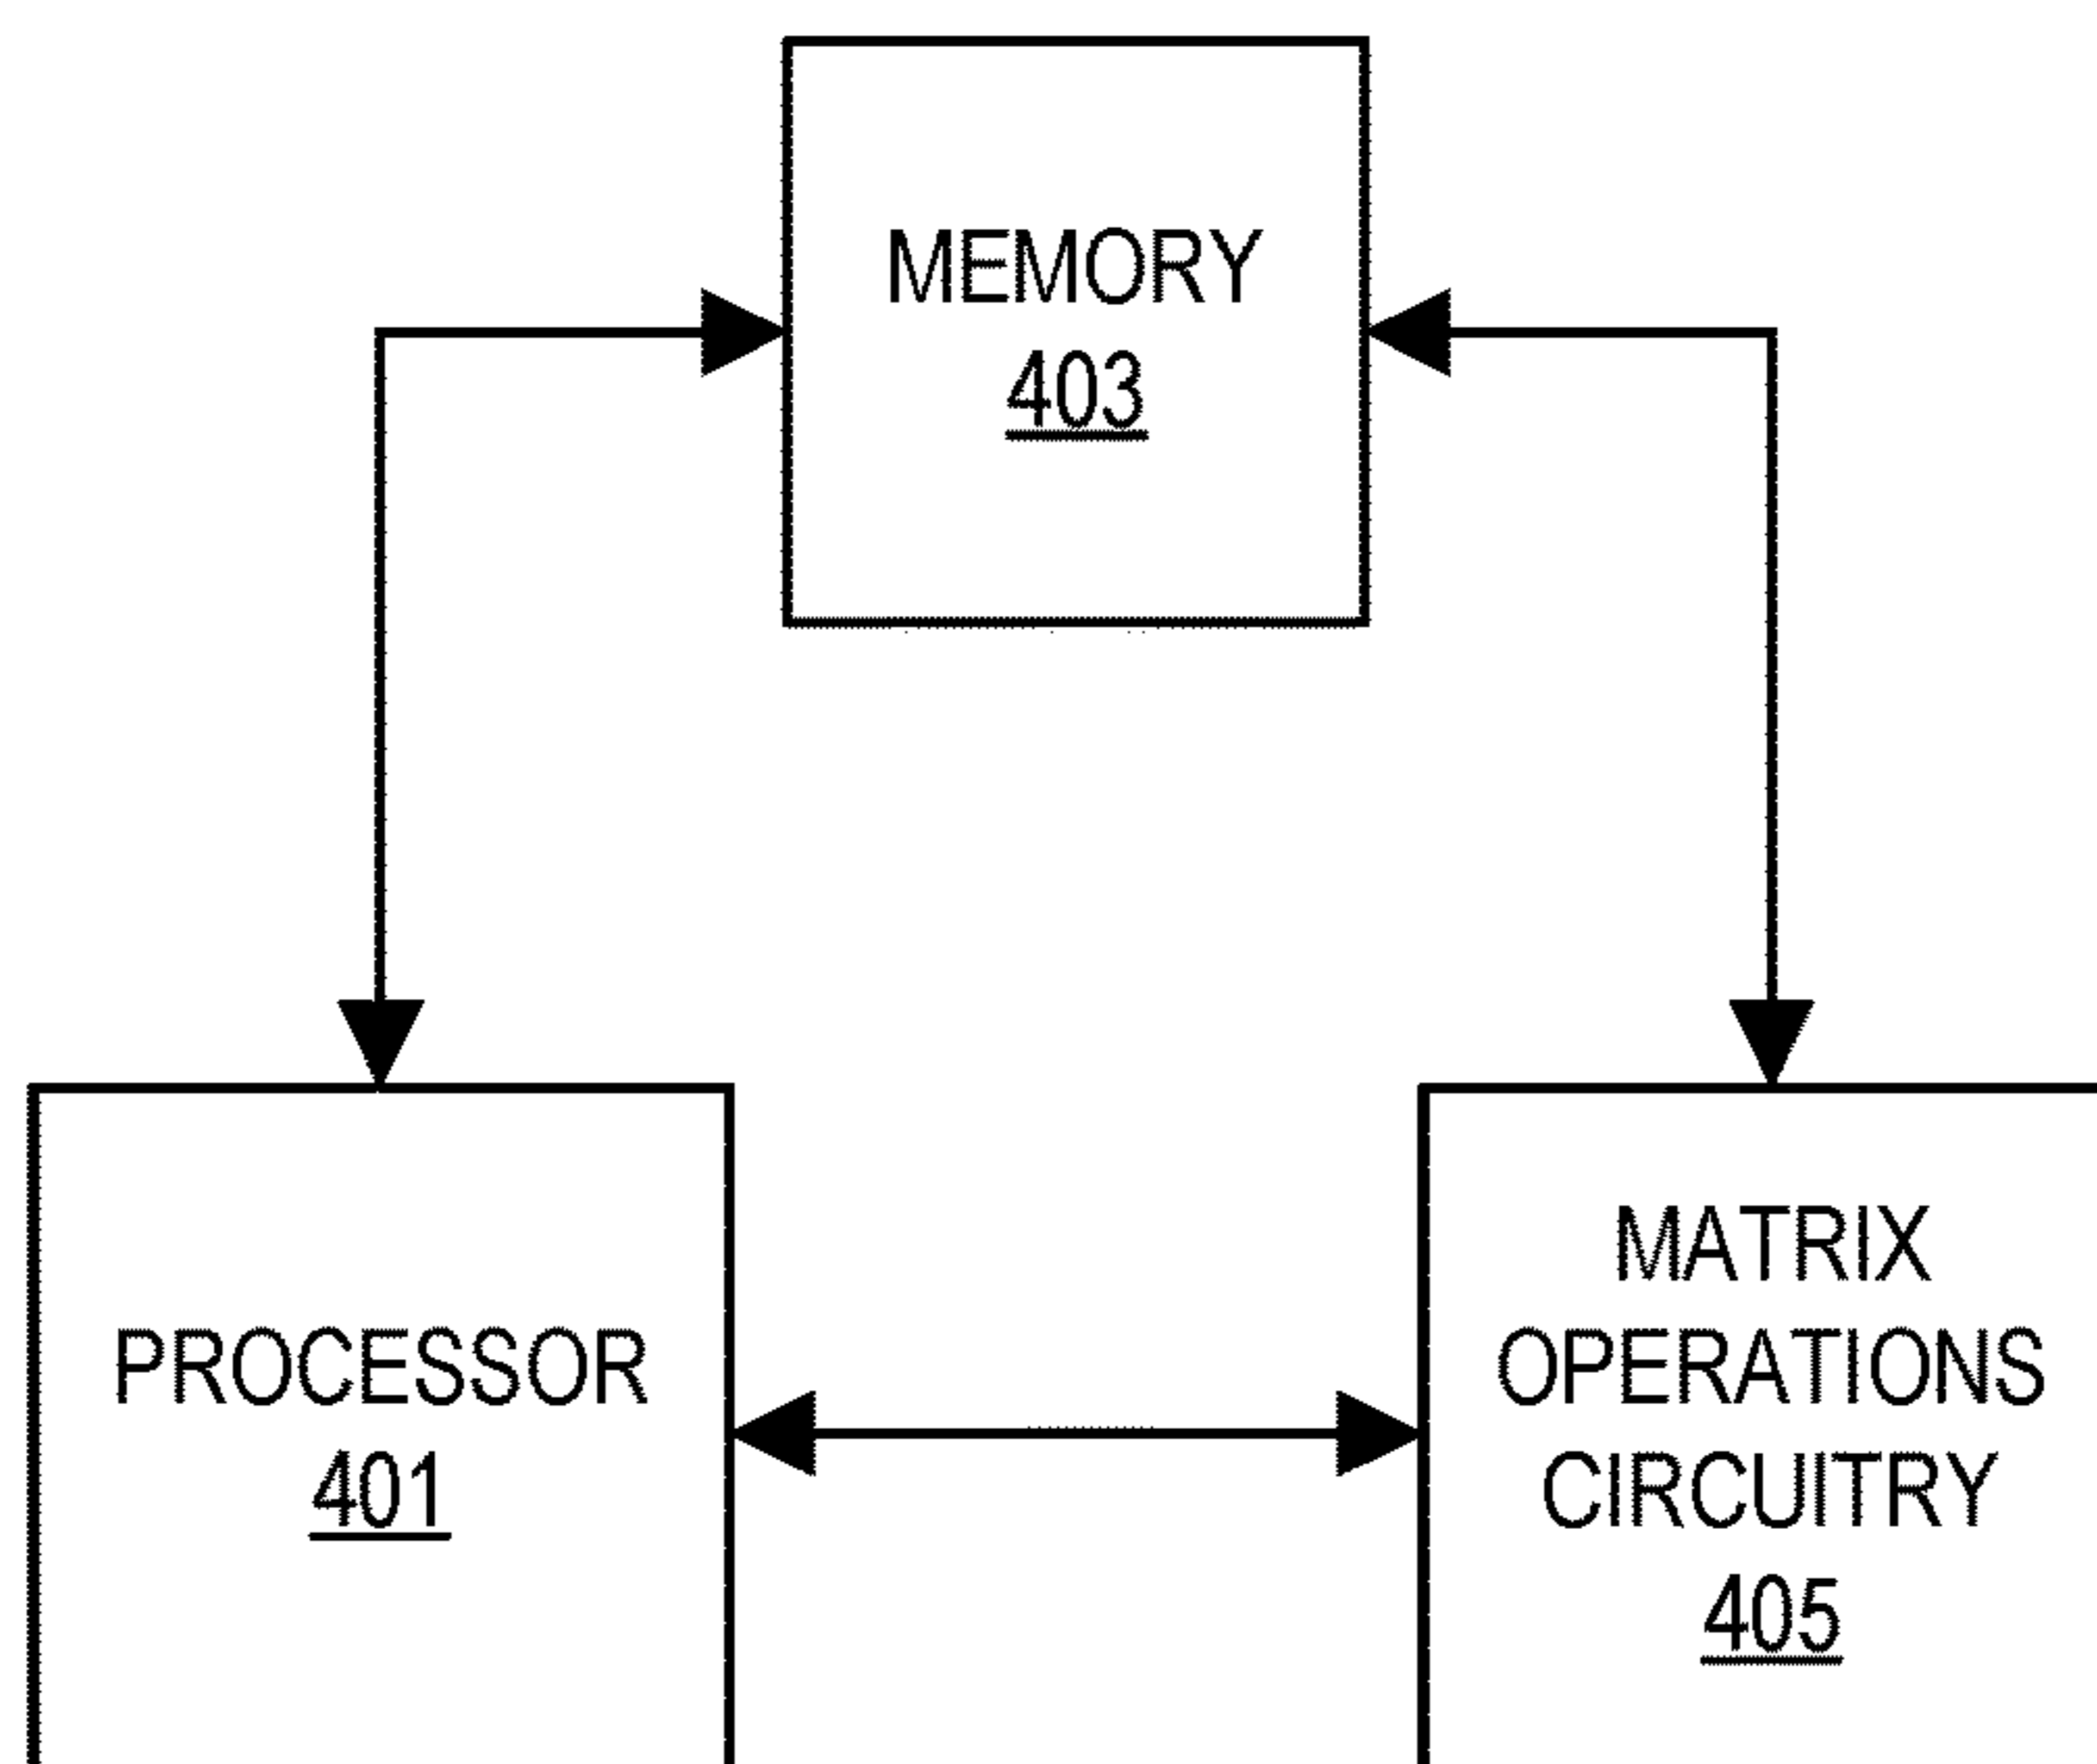 MEMORY
403
PROCESSOR
401
MATRIX
OPERATIONS
CIRCUITRY
405